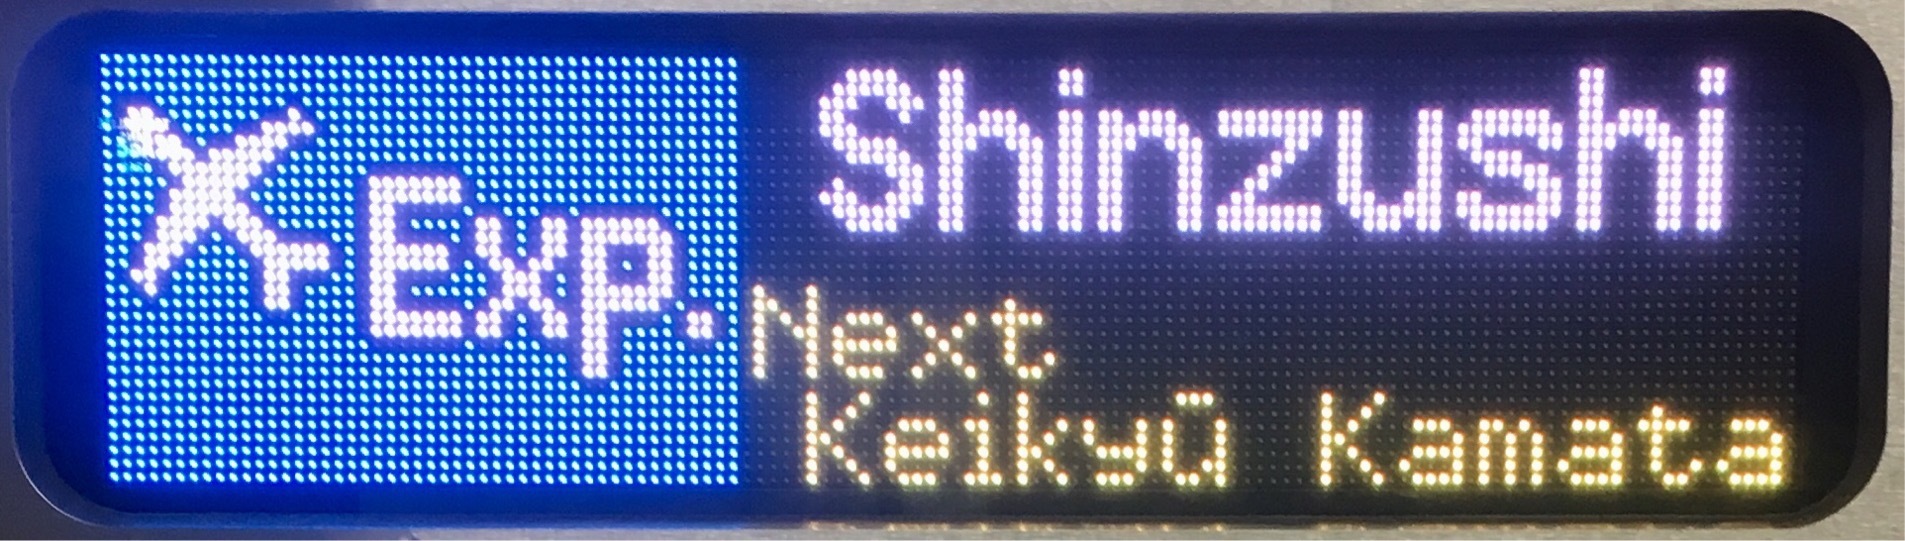 Exp.
Shinzushi
Next
Keikyū Kamata